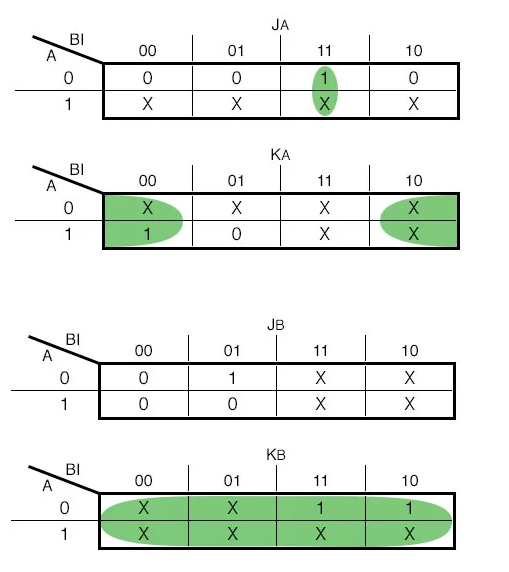 JA
BI
A
00 01 11 10
0 0 0 1 0
1 X X X X
KA
BI
A
00 01 11 10
0 X X X X
1 1 0 X X
JB
BI
A
00 01 11 10
0 0 1 X X
1 0 0 X X
KB
BI
A
00 01 11 10
0 X X 1 1
1 X X X X